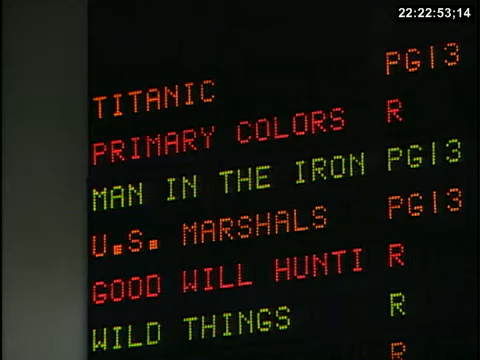 22:22:53;14
TITANIC PG13
PRIMARY COLORS R
MAN IN THE IRON PG13
U.S. MARSHALS PG13
GOOD WILL HUNTI R
WILD THINGS R
R